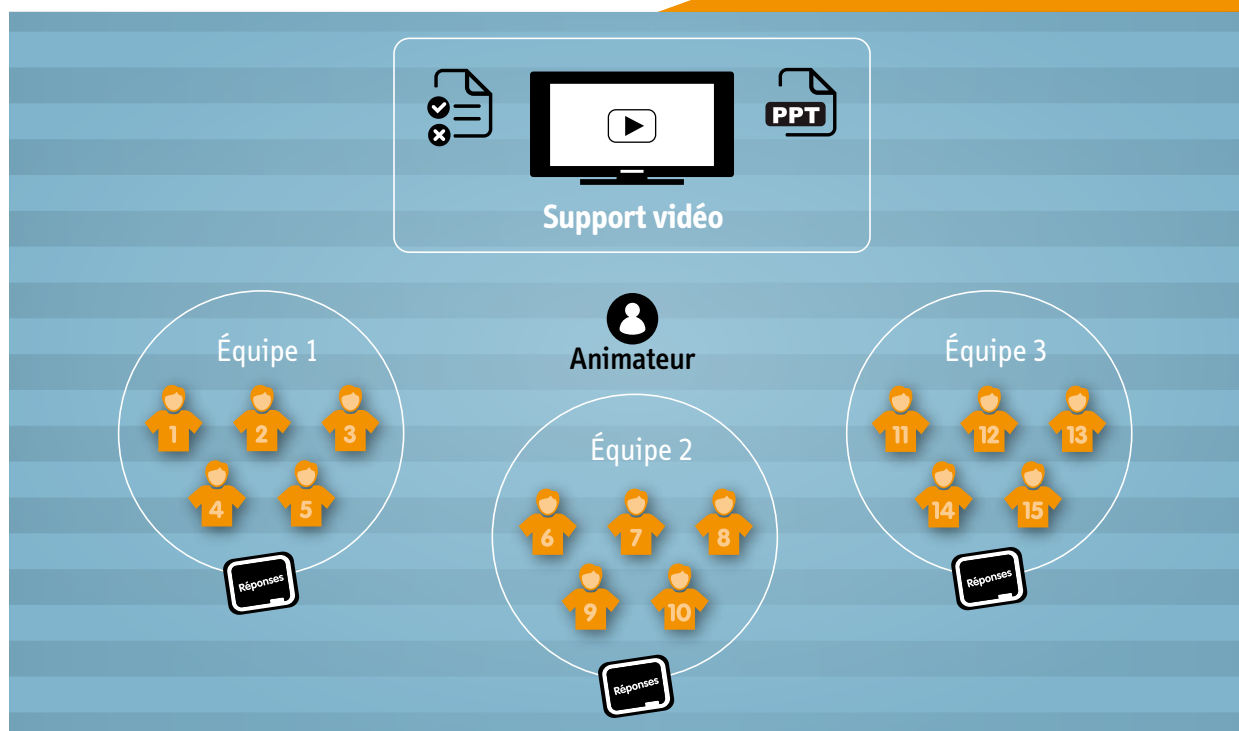 PPT
Support vidéo
Animateur
Équipe 1
1
2
3
4
5
Réponses
Équipe 2
6
7
8
9
10
Réponses
Équipe 3
11
12
13
14
15
Réponses